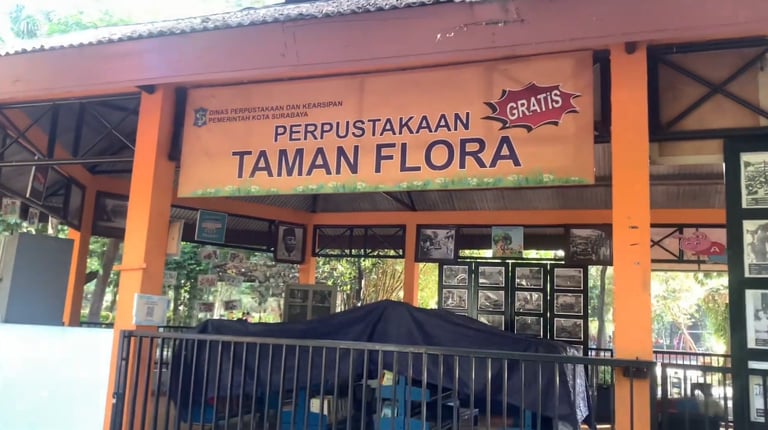 DINAS PERPUSTAKAAN DAN KEARSIPAN
PEMERINTAH KOTA SURABAYA
GRATiS
PERPUSTAKAAN
TAMAN FLORA
A